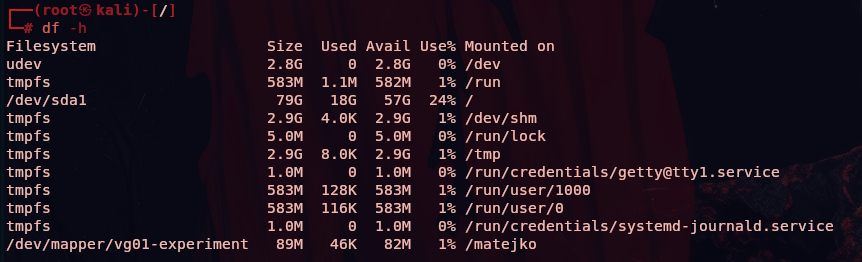 ┌──(root㉿kali)-[/]
└─# df -h
Filesystem                   Size  Used Avail Use% Mounted on
udev                         2.8G     0  2.8G   0% /dev
tmpfs                        583M  1.1M  582M   1% /run
/dev/sda1                     79G   18G   57G  24% /
tmpfs                        2.9G  4.0K  2.9G   1% /dev/shm
tmpfs                        5.0M     0  5.0M   0% /run/lock
tmpfs                        2.9G  8.0K  2.9G   1% /tmp
tmpfs                        1.0M     0  1.0M   0% /run/credentials/getty@tty1.service
tmpfs                        583M  128K  583M   1% /run/user/1000
tmpfs                        583M  116K  583M   1% /run/user/0
tmpfs                        1.0M     0  1.0M   0% /run/credentials/systemd-journald.service
/dev/mapper/vg01-experiment   89M   46K   82M   1% /matejko